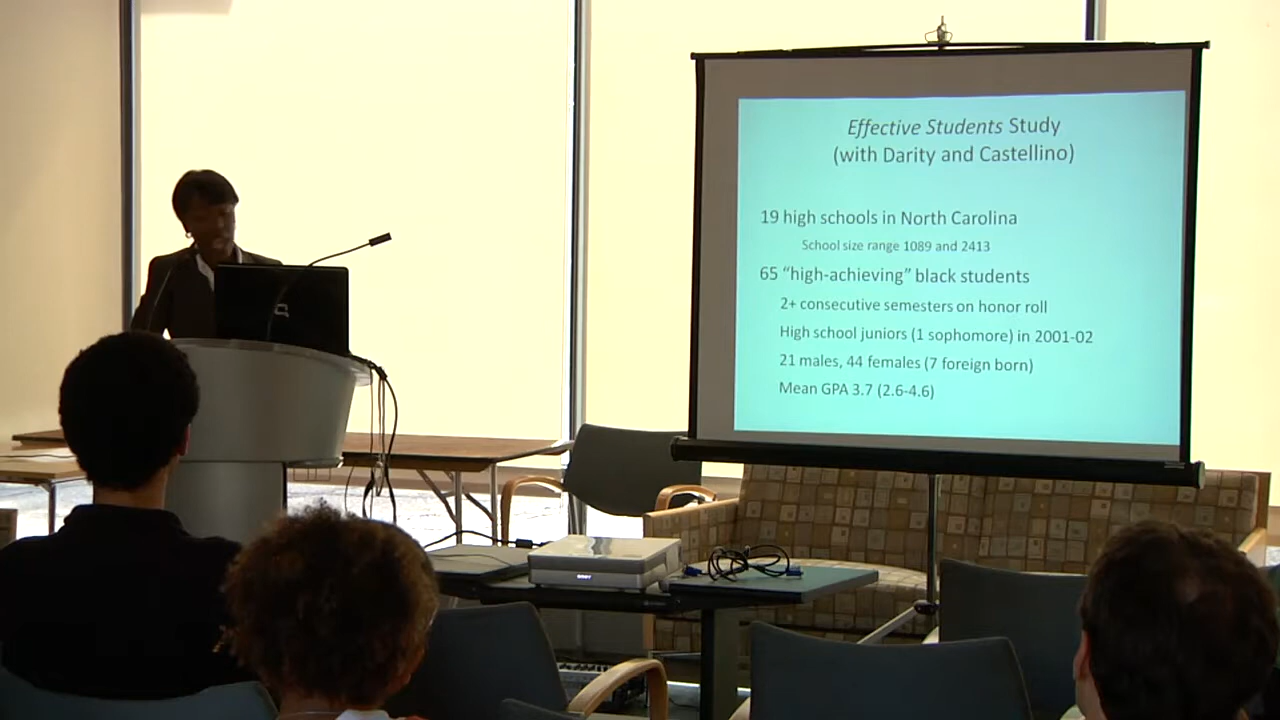 Effective Students Study
(with Darity and Castellino)
19 high schools in North Carolina
School size range 1089 and 2413
65 “high-achieving” black students
2+ consecutive semesters on honor roll
High school juniors (1 sophomore) in 2001-02
21 males, 44 females (7 foreign born)
Mean GPA 3.7 (2.6-4.6)
SONY